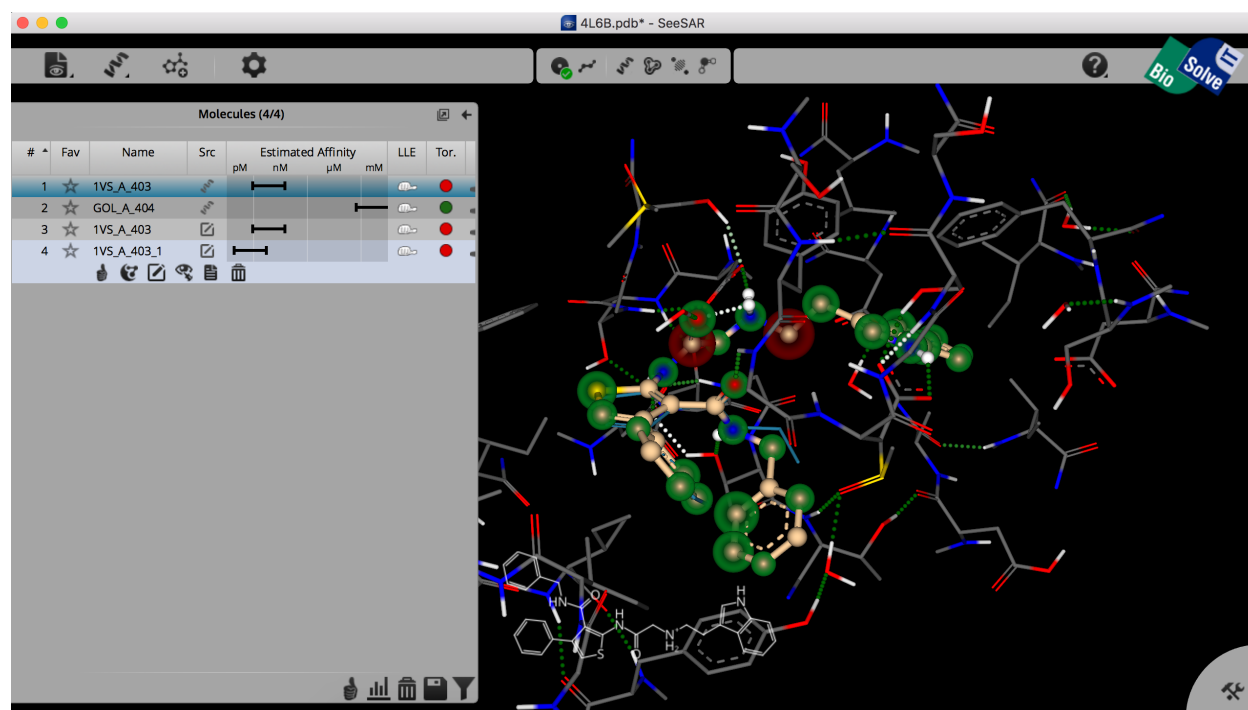 4L6B.pdb* - SeeSAR
?
Bio
Solve
IT
Molecules (4/4)
# Fav Name Src Estimated Affinity LLE Tor.
pM nM µM mM
1 1VS_A_403
2 GOL_A_404
3 1VS_A_403
4 1VS_A_403_1
H
N
HN O H
N
N
H
S O